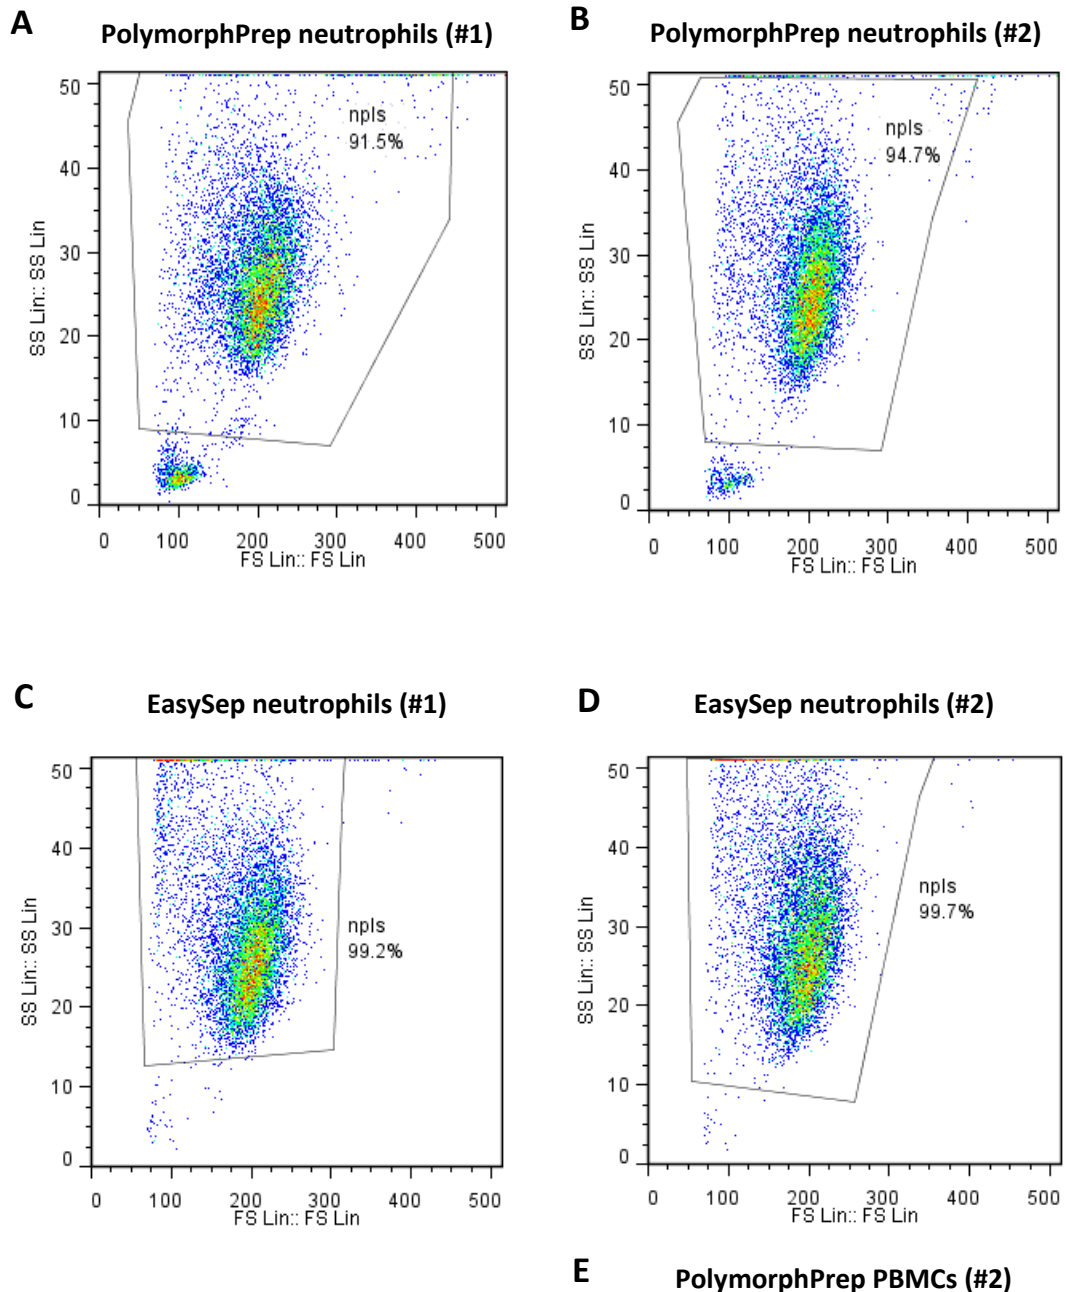 A
PolymorphPrep neutrophils (#1)
50
40
30
20
10
0
SS Lin:: SS Lin
npls
91.5%
0 100 200 300 400 500
FS Lin:: FS Lin
B
PolymorphPrep neutrophils (#2)
50
40
30
20
10
0
SS Lin:: SS Lin
npls
94.7%
0 100 200 300 400 500
FS Lin:: FS Lin
C
EasySep neutrophils (#1)
50
40
30
20
10
0
SS Lin:: SS Lin
npls
99.2%
0 100 200 300 400 500
FS Lin:: FS Lin
D
EasySep neutrophils (#2)
50
40
30
20
10
0
SS Lin:: SS Lin
npls
99.7%
0 100 200 300 400 500
FS Lin:: FS Lin
E
PolymorphPrep PBMCs (#2)